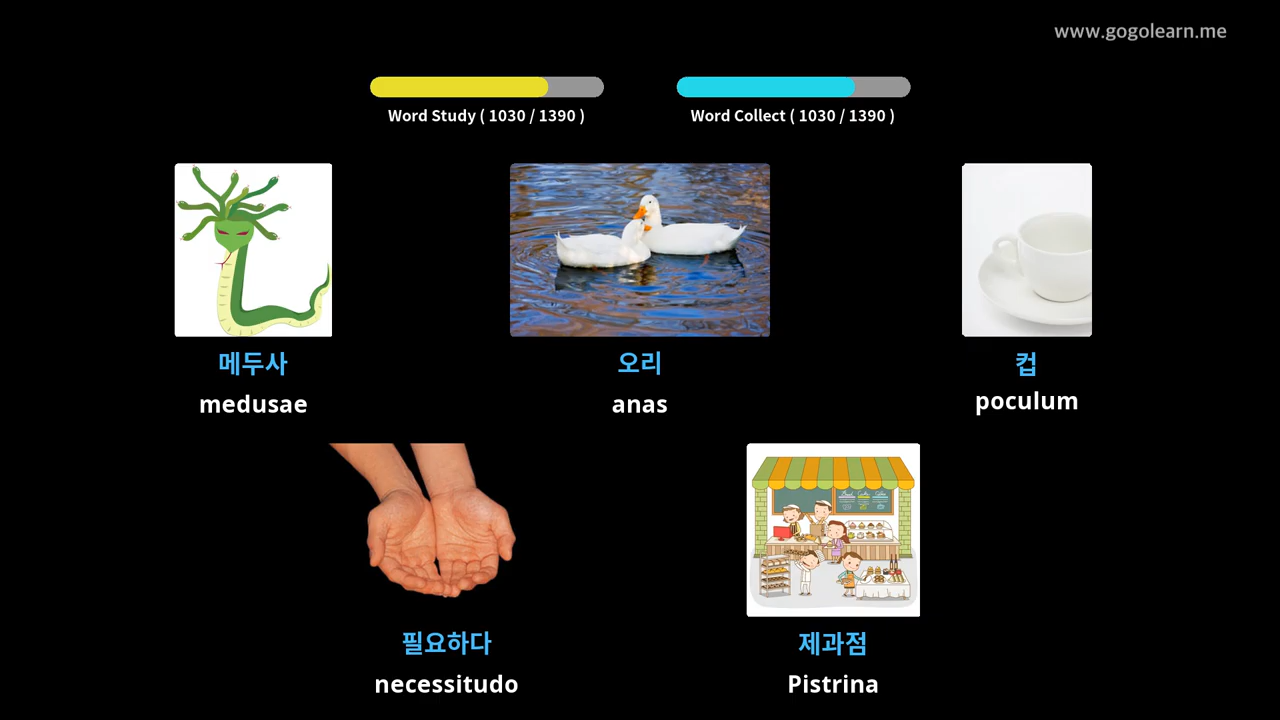 www.gogolearn.me
Word Study ( 1030 / 1390 )
Word Collect ( 1030 / 1390 )
메두사
medusae
오리
anas
컵
poculum
필요하다
necessitudo
제과점
Pistrina